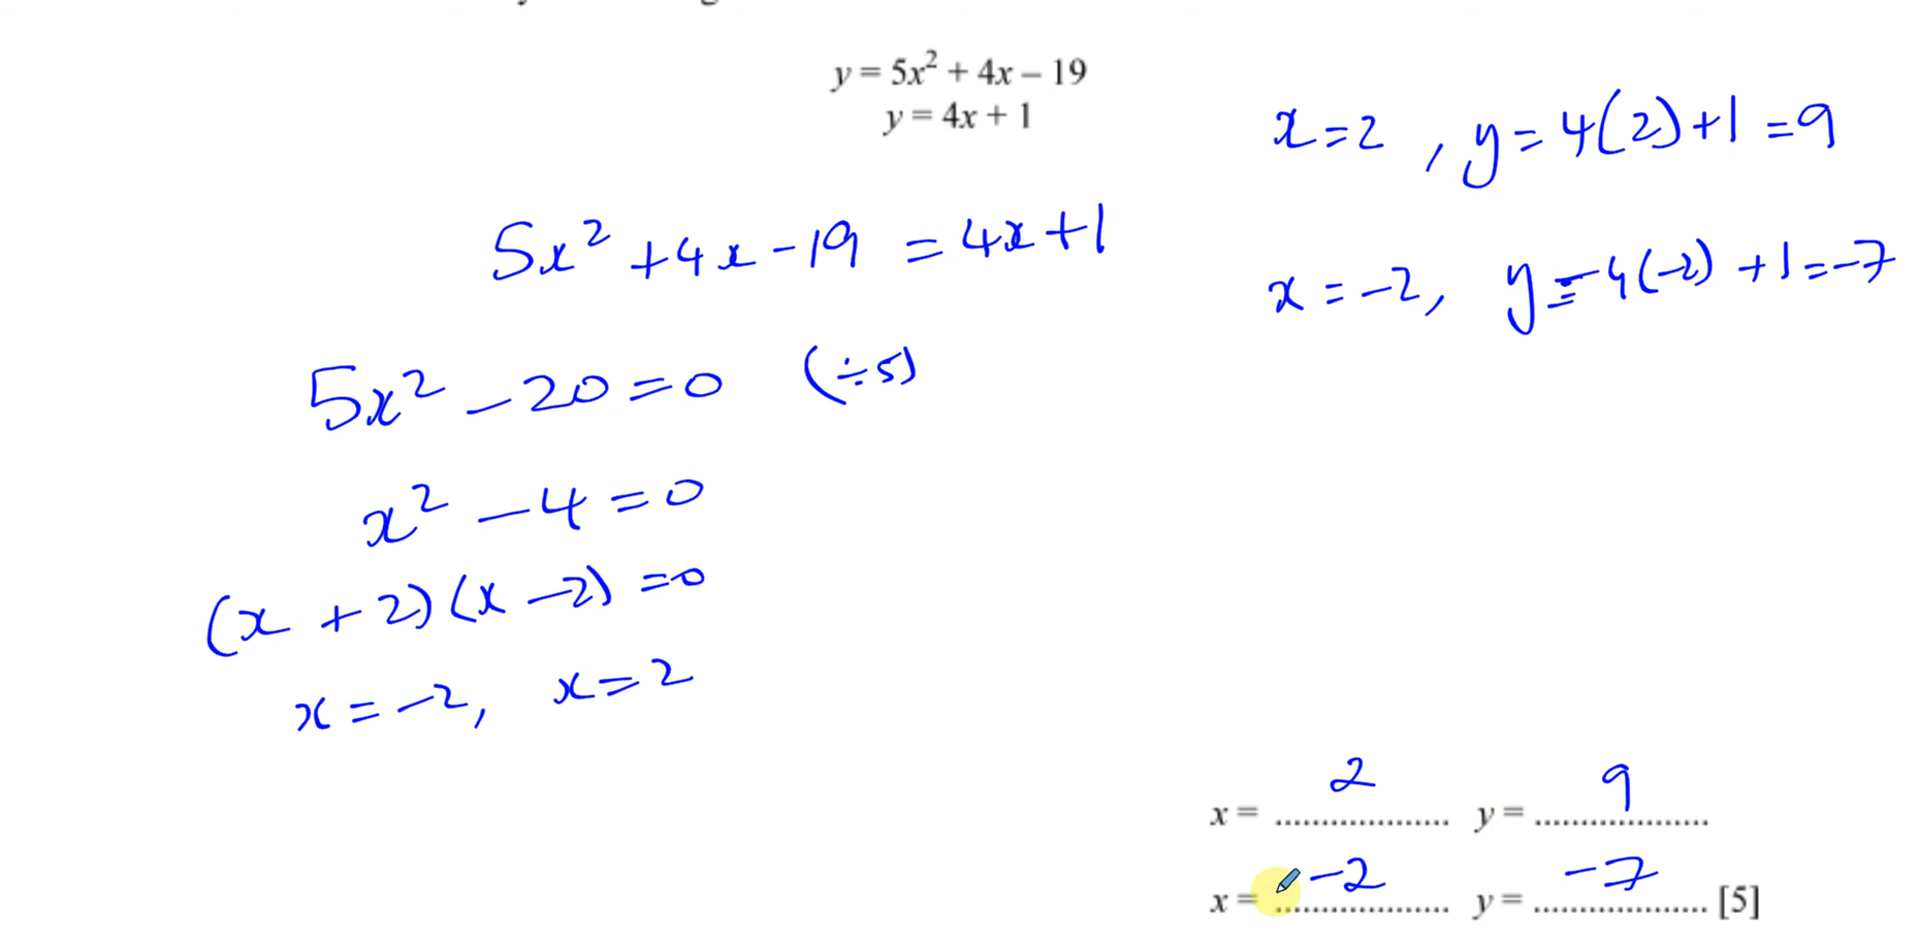 y = 5x² + 4x – 19
y = 4x + 1
5x² + 4x - 19 = 4x + 1
5x² - 20 = 0 (÷5)
x² - 4 = 0
(x + 2)(x - 2) = 0
x = -2, x = 2
x = 2 , y = 4(2) + 1 = 9
x = -2, y = 4(-2) + 1 = -7
x = 2 y = 9
x = -2 y = -7 [5]